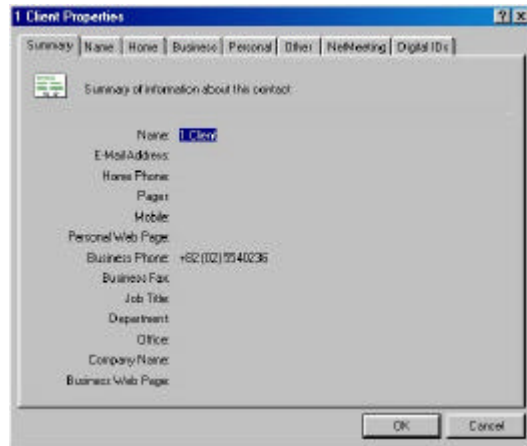 1 Client Properties
Summary Name Home Business Personal Other NetMeeting Digital IDs
Summary of information about this contact
Name: 1 Client
E-Mail Address:
Home Phone:
Pager:
Mobile:
Personal Web Page:
Business Phone: +82 (02) 5540236
Business Fax:
Job Title:
Department:
Office:
Company Name:
Business Web Page:
OK Cancel